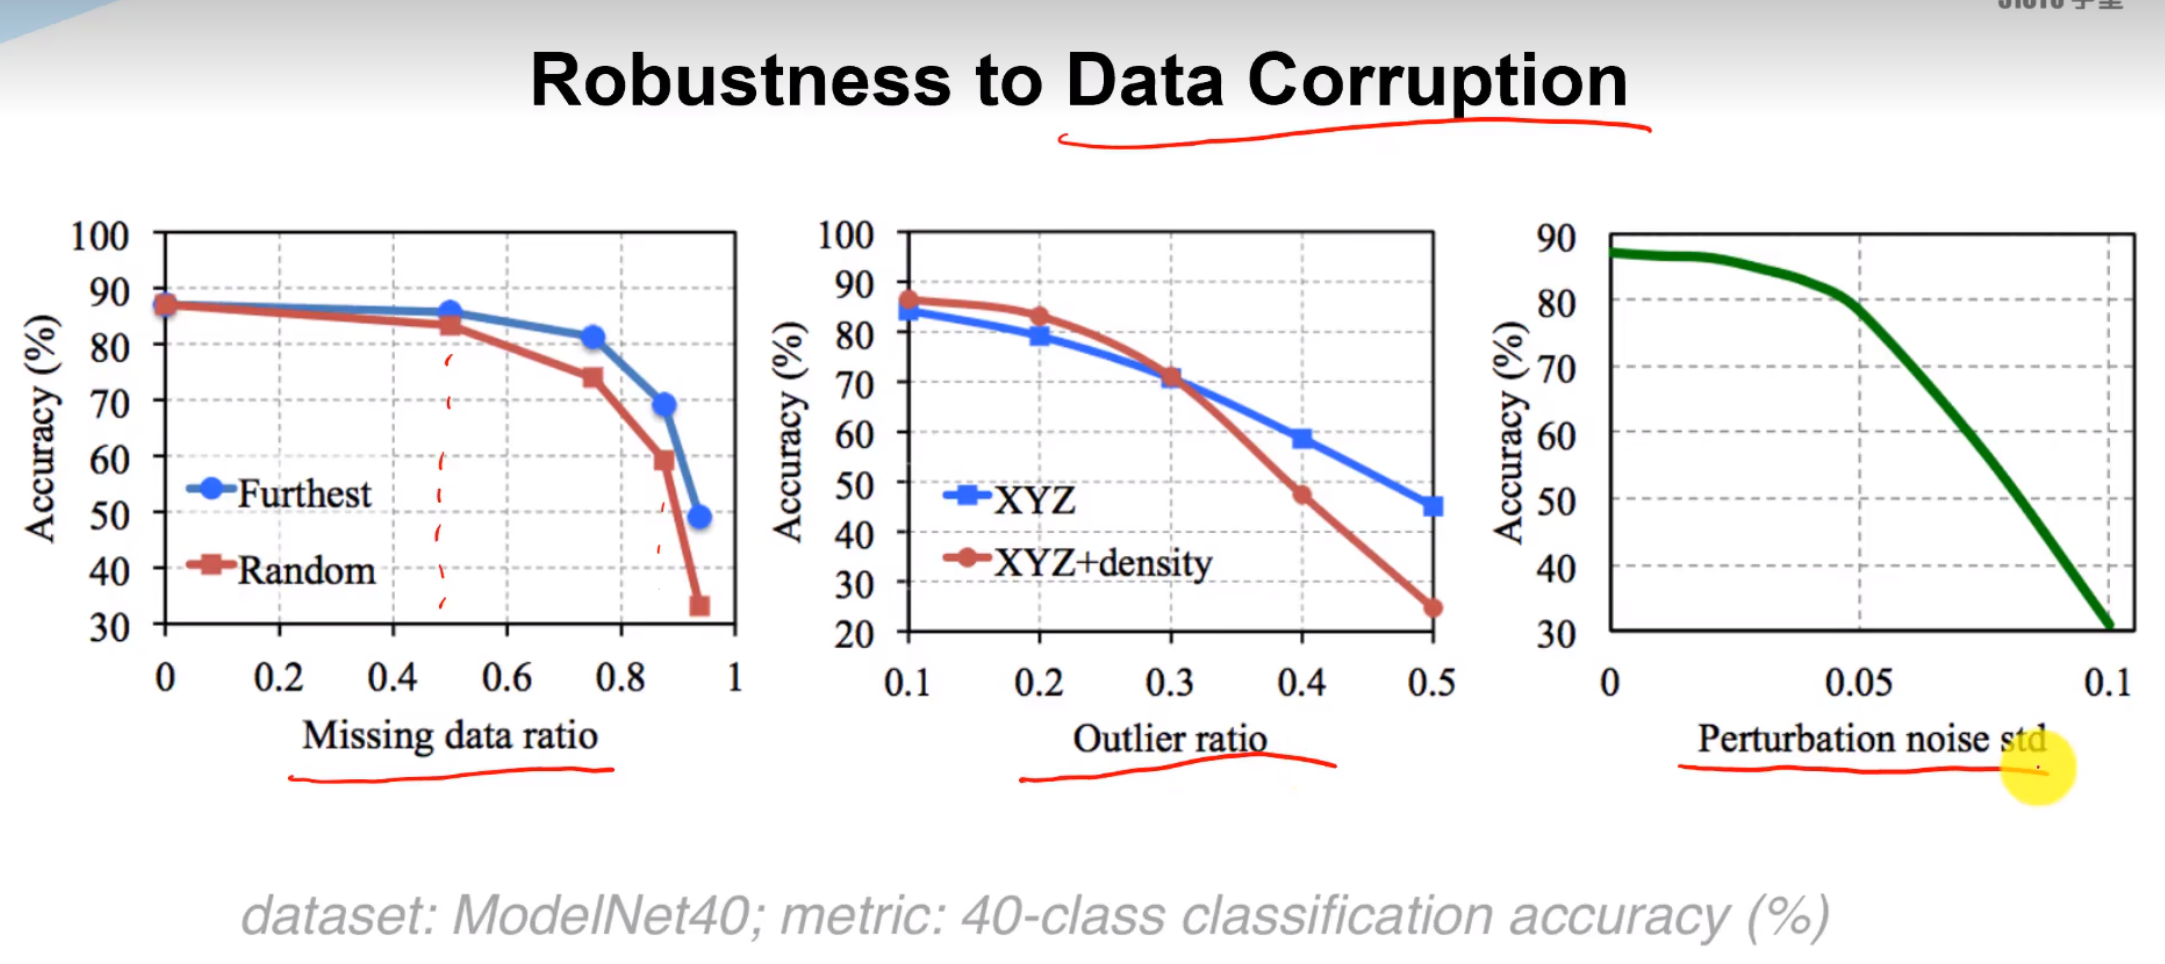 Robustness to Data Corruption
100
90
80
70
60
50
40
30
Accuracy (%)
Furthest
Random
0 0.2 0.4 0.6 0.8 1
Missing data ratio
100
90
80
70
60
50
40
30
20
Accuracy (%)
XYZ
XYZ+density
0.1 0.2 0.3 0.4 0.5
Outlier ratio
90
80
70
60
50
40
30
Accuracy (%)
0 0.05 0.1
Perturbation noise std
dataset: ModelNet40; metric: 40-class classification accuracy (%)